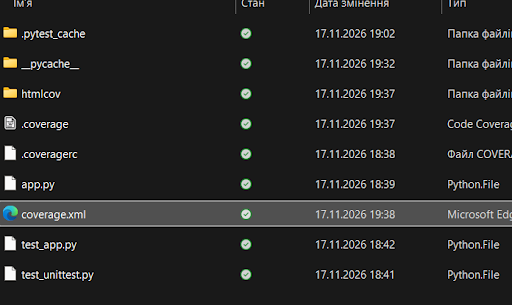 Ім'я Стан Дата змінення Тип
.pytest_cache 17.11.2026 19:02 Папка файлі
__pycache__ 17.11.2026 19:32 Папка файлі
htmlcov 17.11.2026 19:37 Папка файлі
.coverage 17.11.2026 19:37 Code Coverag
.coveragerc 17.11.2026 18:38 Файл COVERA
app.py 17.11.2026 18:39 Python.File
coverage.xml 17.11.2026 19:38 Microsoft Edg
test_app.py 17.11.2026 18:42 Python.File
test_unittest.py 17.11.2026 18:41 Python.File